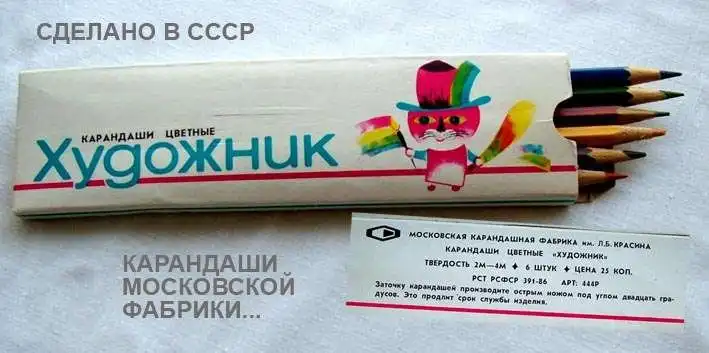 СДЕЛАНО В СССР
КАРАНДАШИ ЦВЕТНЫЕ
Художник
МОСКОВСКАЯ КАРАНДАШНАЯ ФАБРИКА им. Л.Б. КРАСИНА
КАРАНДАШИ ЦВЕТНЫЕ «ХУДОЖНИК»
ТВЕРДОСТЬ 2М—4М ✦ 6 ШТУК ✦ ЦЕНА 25 КОП.
РСТ РСФСР 391-86 АРТ: 444Р
Заточку карандашей производите острым ножом под углом двадцать гра-
дусов. Это продлит срок службы изделия.
КАРАНДАШИ
МОСКОВСКОЙ
ФАБРИКИ...